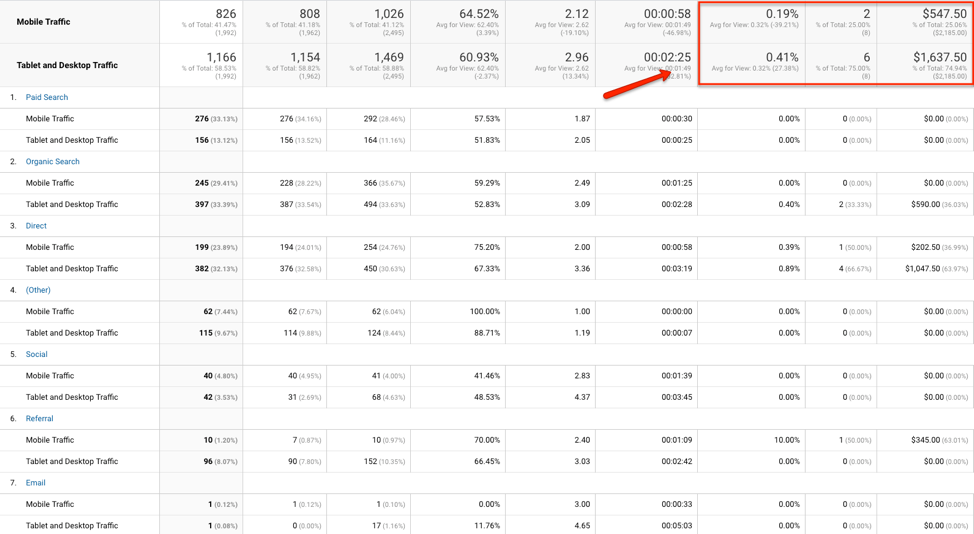 Mobile Traffic 826 808 1,026 64.52% 2.12 00:00:58 0.19% 2 $547.50
% of Total: 41.47% % of Total: 41.18% % of Total: 41.12% Avg for View: 62.40% Avg for View: 2.62 Avg for View: 00:01:49 Avg for View: 0.32% (-39.21%) % of Total: 25.00% % of Total: 25.06%
(1,992) (1,962) (2,495) (3.39%) (-19.10%) (-46.98%) (8) ($2,185.00)
Tablet and Desktop Traffic 1,166 1,154 1,469 60.93% 2.96 00:02:25 0.41% 6 $1,637.50
% of Total: 58.53% % of Total: 58.82% % of Total: 58.88% Avg for View: 62.40% Avg for View: 2.62 Avg for View: 00:01:49 Avg for View: 0.32% (27.38%) % of Total: 75.00% % of Total: 74.94%
(1,992) (1,962) (2,495) (-2.37%) (13.34%) (8) ($2,185.00)
1. Paid Search
Mobile Traffic 276 (33.13%) 276 (34.16%) 292 (28.46%) 57.53% 1.87 00:00:30 0.00% 0 (0.00%) $0.00 (0.00%)
Tablet and Desktop Traffic 156 (13.12%) 156 (13.52%) 164 (11.16%) 51.83% 2.05 00:00:25 0.00% 0 (0.00%) $0.00 (0.00%)
2. Organic Search
Mobile Traffic 245 (29.41%) 228 (28.22%) 366 (35.67%) 59.29% 2.49 00:01:25 0.00% 0 (0.00%) $0.00 (0.00%)
Tablet and Desktop Traffic 397 (33.39%) 387 (33.54%) 494 (33.63%) 52.83% 3.09 00:02:28 0.40% 2 (33.33%) $590.00 (36.03%)
3. Direct
Mobile Traffic 199 (23.89%) 194 (24.01%) 254 (24.76%) 75.20% 2.00 00:00:58 0.39% 1 (50.00%) $202.50 (36.99%)
Tablet and Desktop Traffic 382 (32.13%) 376 (32.58%) 450 (30.63%) 67.33% 3.36 00:03:19 0.89% 4 (66.67%) $1,047.50 (63.97%)
4. (Other)
Mobile Traffic 62 (7.44%) 62 (7.67%) 62 (6.04%) 100.00% 1.00 00:00:00 0.00% 0 (0.00%) $0.00 (0.00%)
Tablet and Desktop Traffic 115 (9.67%) 114 (9.88%) 124 (8.44%) 88.71% 1.19 00:00:07 0.00% 0 (0.00%) $0.00 (0.00%)
5. Social
Mobile Traffic 40 (4.80%) 40 (4.95%) 41 (4.00%) 41.46% 2.83 00:01:39 0.00% 0 (0.00%) $0.00 (0.00%)
Tablet and Desktop Traffic 42 (3.53%) 31 (2.69%) 68 (4.63%) 48.53% 4.37 00:03:45 0.00% 0 (0.00%) $0.00 (0.00%)
6. Referral
Mobile Traffic 10 (1.20%) 7 (0.87%) 10 (0.97%) 70.00% 2.40 00:01:09 10.00% 1 (50.00%) $345.00 (63.01%)
Tablet and Desktop Traffic 96 (8.07%) 90 (7.80%) 152 (10.35%) 66.45% 3.03 00:02:42 0.00% 0 (0.00%) $0.00 (0.00%)
7. Email
Mobile Traffic 1 (0.12%) 1 (0.12%) 1 (0.10%) 0.00% 3.00 00:00:33 0.00% 0 (0.00%) $0.00 (0.00%)
Tablet and Desktop Traffic 1 (0.08%) 0 (0.00%) 17 (1.16%) 11.76% 4.65 00:05:03 0.00% 0 (0.00%) $0.00 (0.00%)